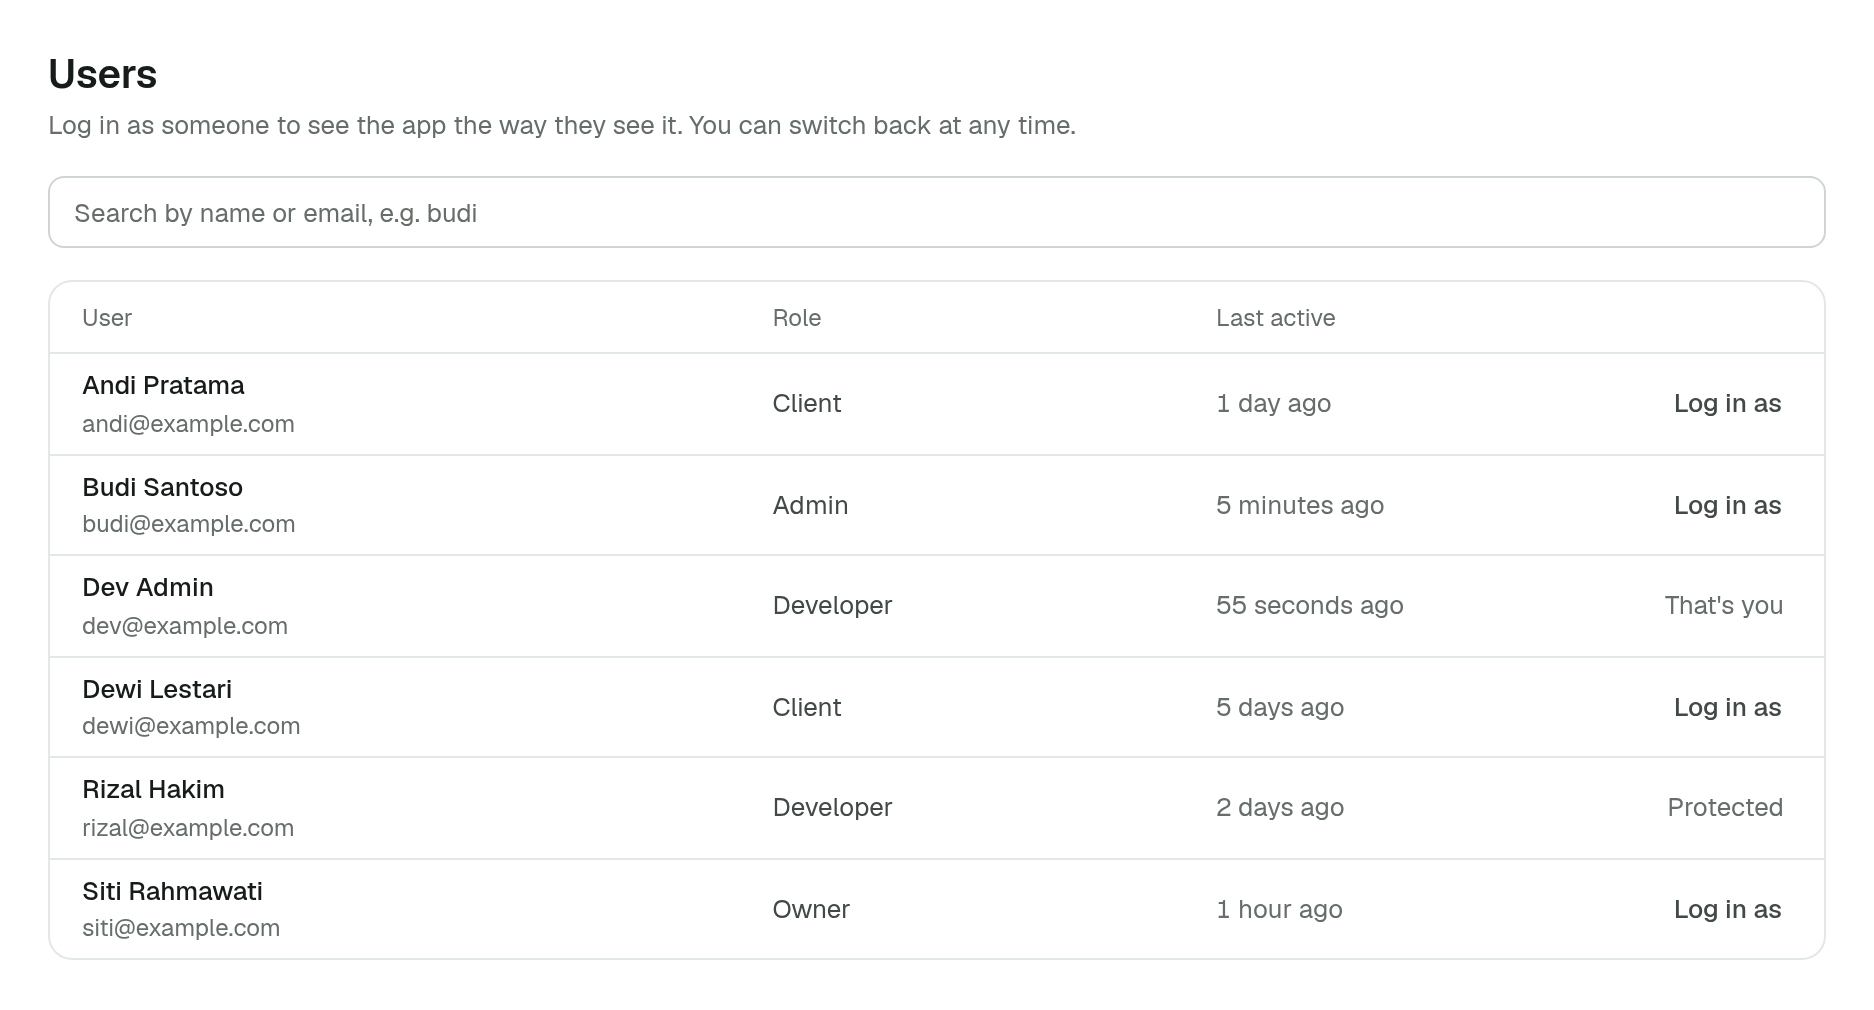 Users
Log in as someone to see the app the way they see it. You can switch back at any time.
Search by name or email, e.g. budi
User Role Last active
Andi Pratama
andi@example.com
Client 1 day ago Log in as
Budi Santoso
budi@example.com
Admin 5 minutes ago Log in as
Dev Admin
dev@example.com
Developer 55 seconds ago That's you
Dewi Lestari
dewi@example.com
Client 5 days ago Log in as
Rizal Hakim
rizal@example.com
Developer 2 days ago Protected
Siti Rahmawati
siti@example.com
Owner 1 hour ago Log in as